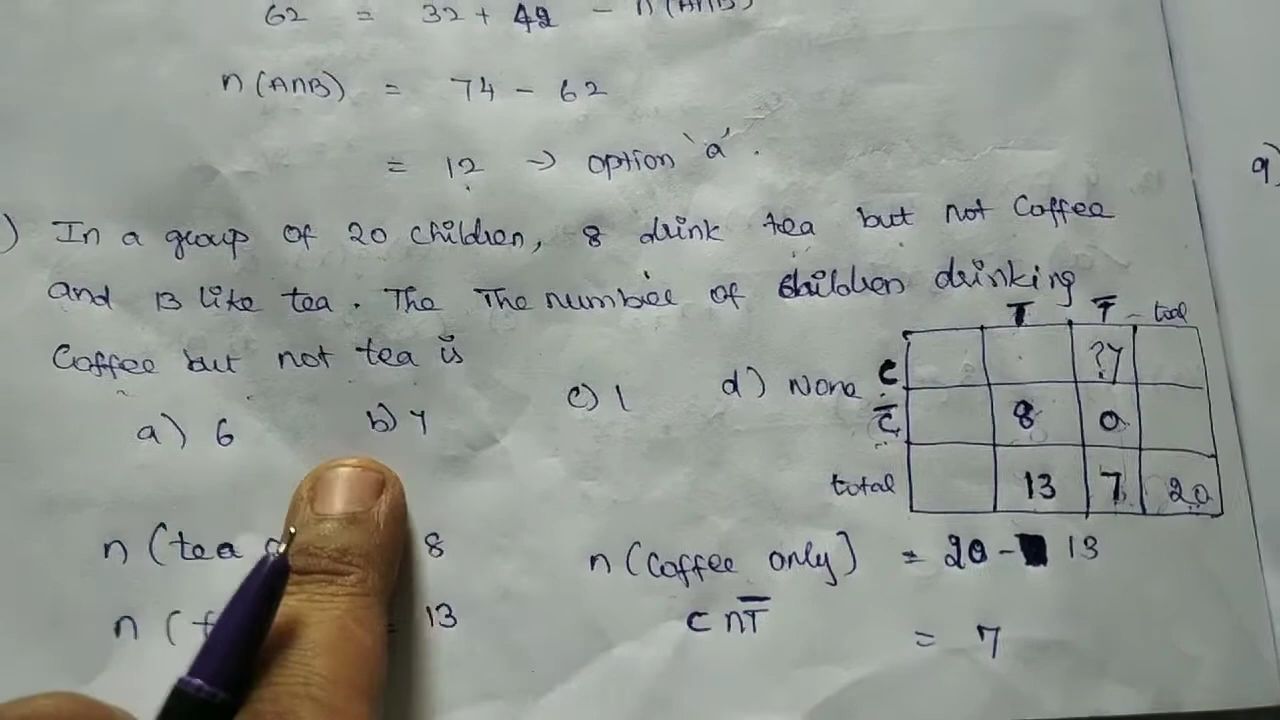 62 = 32 + 42 - n(A∩B)
n(A∩B) = 74 - 62
= 12 → option 'a'.
9)
) In a group of 20 children, 8 drink tea but not Coffee
and 13 like tea. The The number of children drinking
Coffee but not tea is
a) 6 b) 7 c) 1 d) None
T T̅ total
C ?7
C̅ 8 0
total 13 7 20
n(tea 8
n( = 13
n(Coffee only) = 20 - 13
C∩T̅ = 7